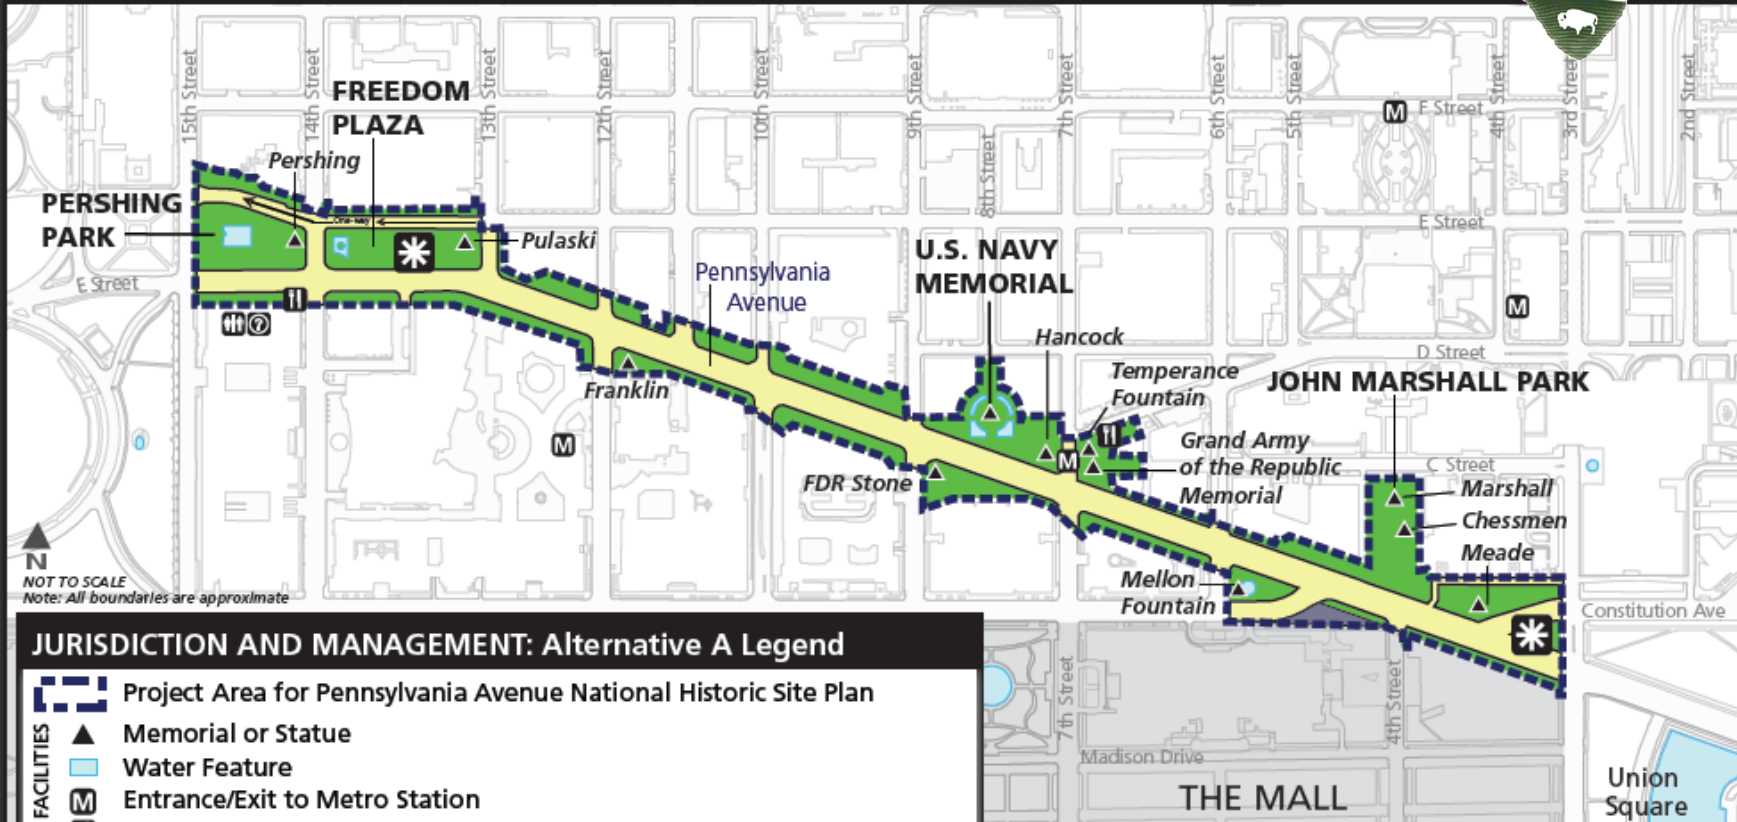 15th Street
14th Street
13th Street
12th Street
10th Street
9th Street
8th Street
7th Street
6th Street
5th Street
4th Street
3rd Street
2nd Street
F Street
FREEDOM
PLAZA
Pershing
PERSHING
PARK
One-way
Pulaski
E Street
E Street
U.S. NAVY
MEMORIAL
Pennsylvania
Avenue
M
M
Hancock
D Street
Temperance
Fountain
JOHN MARSHALL PARK
Franklin
M
M
Grand Army
of the Republic
Memorial
C Street
FDR Stone
Marshall
Chessmen
Meade
N
NOT TO SCALE
Note: All boundaries are approximate
Mellon
Fountain
Constitution Ave
7th Street
4th Street
Madison Drive
THE MALL
Union
Square
JURISDICTION AND MANAGEMENT: Alternative A Legend
Project Area for Pennsylvania Avenue National Historic Site Plan
FACILITIES
Memorial or Statue
Water Feature
M Entrance/Exit to Metro Station